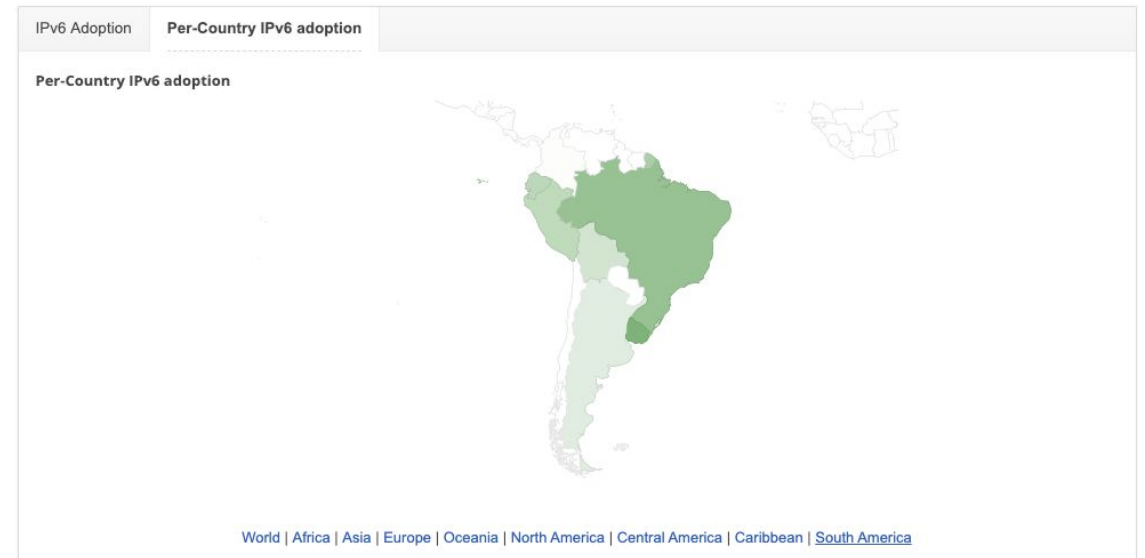 IPv6 Adoption Per-Country IPv6 adoption
Per-Country IPv6 adoption
World | Africa | Asia | Europe | Oceania | North America | Central America | Caribbean | South America